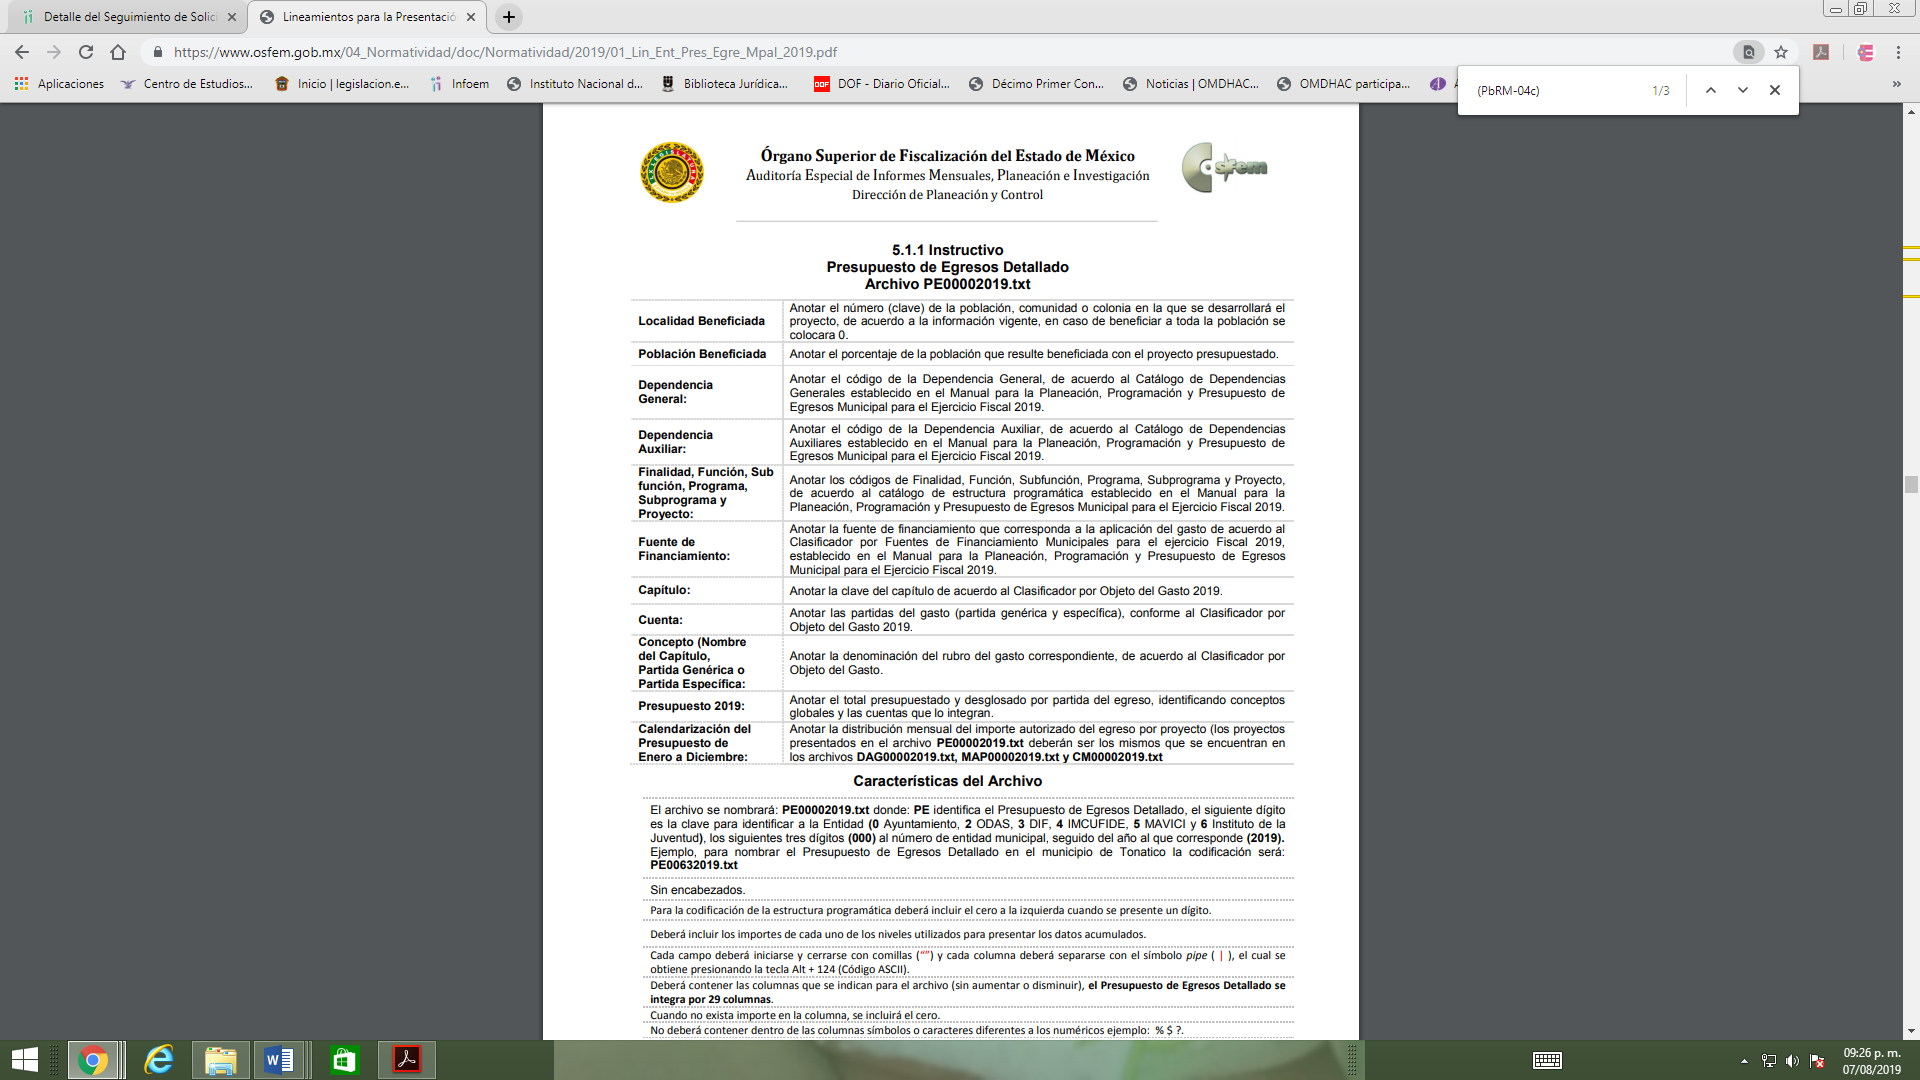 Detalle del Seguimiento de Solici
Lineamientos para la Presentació
https://www.osfem.gob.mx/04_Normatividad/doc/Normatividad/2019/01_Lin_Ent_Pres_Egre_Mpal_2019.pdf
Aplicaciones
Centro de Estudios...
Inicio | legislacion.e...
Infoem
Instituto Nacional d...
Biblioteca Jurídica...
DOF - Diario Oficial...
Décimo Primer Con...
Noticias | OMDHAC...
OMDHAC participa...
(PbRM-04c)
1/3
Órgano Superior de Fiscalización del Estado de México
Auditoría Especial de Informes Mensuales, Planeación e Investigación
Dirección de Planeación y Control
osfem
5.1.1 Instructivo
Presupuesto de Egresos Detallado
Archivo PE00002019.txt
Localidad Beneficiada
Anotar el número (clave) de la población, comunidad o colonia en la que se desarrollará el
proyecto, de acuerdo a la información vigente, en caso de beneficiar a toda la población se
colocara 0.
Población Beneficiada
Anotar el porcentaje de la población que resulte beneficiada con el proyecto presupuestado.
Dependencia
General:
Anotar el código de la Dependencia General, de acuerdo al Catálogo de Dependencias
Generales establecido en el Manual para la Planeación, Programación y Presupuesto de
Egresos Municipal para el Ejercicio Fiscal 2019.
Dependencia
Auxiliar:
Anotar el código de la Dependencia Auxiliar, de acuerdo al Catálogo de Dependencias
Auxiliares establecido en el Manual para la Planeación, Programación y Presupuesto de
Egresos Municipal para el Ejercicio Fiscal 2019.
Finalidad, Función, Sub
función, Programa,
Subprograma y
Proyecto:
Anotar los códigos de Finalidad, Función, Subfunción, Programa, Subprograma y Proyecto,
de acuerdo al catálogo de estructura programática establecido en el Manual para la
Planeación, Programación y Presupuesto de Egresos Municipal para el Ejercicio Fiscal 2019.
Fuente de
Financiamiento:
Anotar la fuente de financiamiento que corresponda a la aplicación del gasto de acuerdo al
Clasificador por Fuentes de Financiamiento Municipales para el ejercicio Fiscal 2019,
establecido en el Manual para la Planeación, Programación y Presupuesto de Egresos
Municipal para el Ejercicio Fiscal 2019.
Capítulo:
Anotar la clave del capítulo de acuerdo al Clasificador por Objeto del Gasto 2019.
Cuenta:
Anotar las partidas del gasto (partida genérica y específica), conforme al Clasificador por
Objeto del Gasto 2019.
Concepto (Nombre
del Capítulo,
Partida Genérica o
Partida Específica:
Anotar la denominación del rubro del gasto correspondiente, de acuerdo al Clasificador por
Objeto del Gasto.
Presupuesto 2019:
Anotar el total presupuestado y desglosado por partida del egreso, identificando conceptos
globales y las cuentas que lo integran.
Calendarización del
Presupuesto de
Enero a Diciembre:
Anotar la distribución mensual del importe autorizado del egreso por proyecto (los proyectos
presentados en el archivo PE00002019.txt deberán ser los mismos que se encuentran en
los archivos DAG00002019.txt, MAP00002019.txt y CM00002019.txt
Características del Archivo
El archivo se nombrará: PE00002019.txt donde: PE identifica el Presupuesto de Egresos Detallado, el siguiente dígito
es la clave para identificar a la Entidad (0 Ayuntamiento, 2 ODAS, 3 DIF, 4 IMCUFIDE, 5 MAVICI y 6 Instituto de la
Juventud), los siguientes tres dígitos (000) al número de entidad municipal, seguido del año al que corresponde (2019).
Ejemplo, para nombrar el Presupuesto de Egresos Detallado en el municipio de Tonatico la codificación será:
PE00632019.txt
Sin encabezados.
Para la codificación de la estructura programática deberá incluir el cero a la izquierda cuando se presente un dígito.
Deberá incluir los importes de cada uno de los niveles utilizados para presentar los datos acumulados.
Cada campo deberá iniciarse y cerrarse con comillas (“”) y cada columna deberá separarse con el símbolo pipe ( | ), el cual se
obtiene presionando la tecla Alt + 124 (Código ASCII).
Deberá contener las columnas que se indican para el archivo (sin aumentar o disminuir), el Presupuesto de Egresos Detallado se
integra por 29 columnas.
Cuando no exista importe en la columna, se incluirá el cero.
No deberá contener dentro de las columnas símbolos o caracteres diferentes a los numéricos ejemplo: % $ ?.
09:26 p. m.
07/08/2019